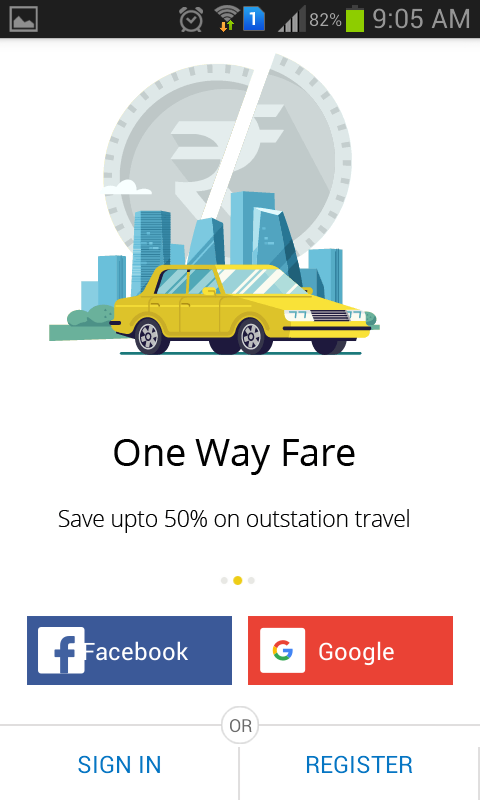 1 82% 9:05 AM
One Way Fare
Save upto 50% on outstation travel
Facebook
Google
OR
SIGN IN
REGISTER